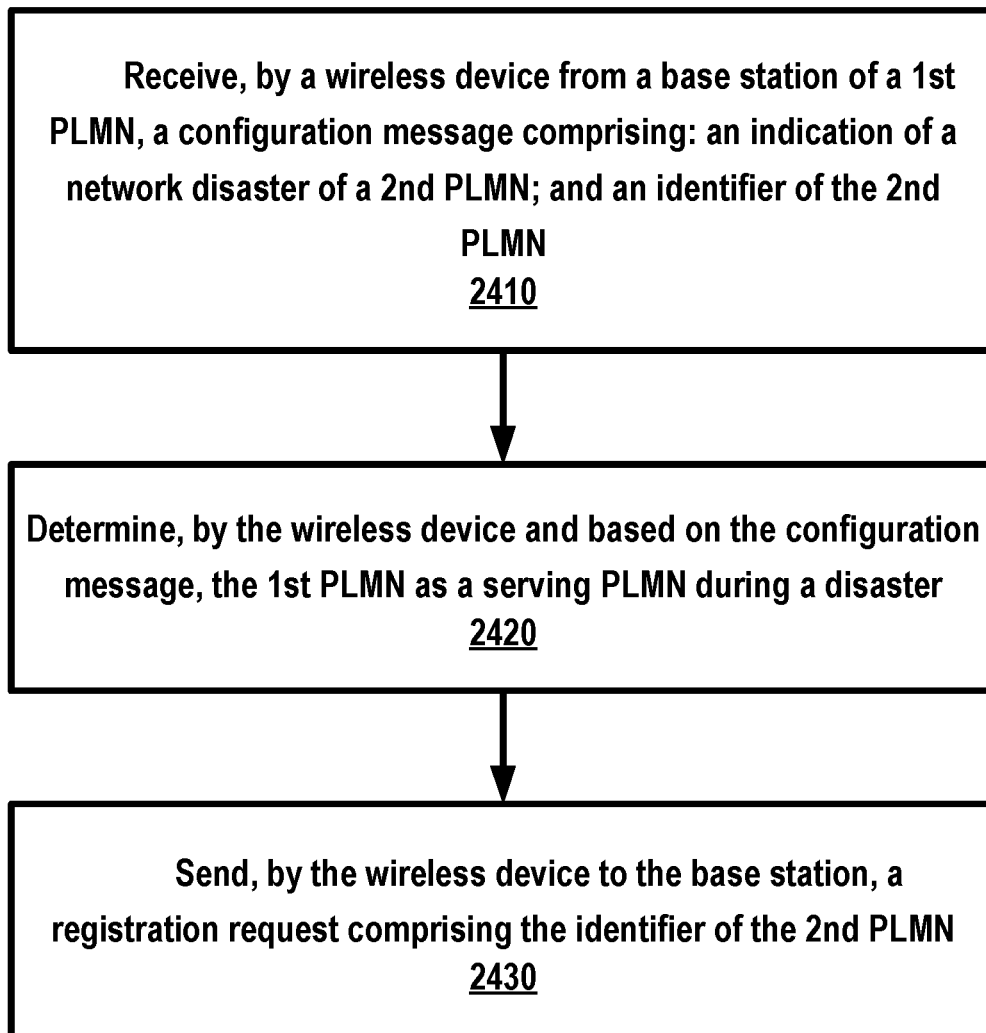 Receive, by a wireless device from a base station of a 1st
PLMN, a configuration message comprising: an indication of a
network disaster of a 2nd PLMN; and an identifier of the 2nd
PLMN
2410
Determine, by the wireless device and based on the configuration
message, the 1st PLMN as a serving PLMN during a disaster
2420
Send, by the wireless device to the base station, a
registration request comprising the identifier of the 2nd PLMN
2430